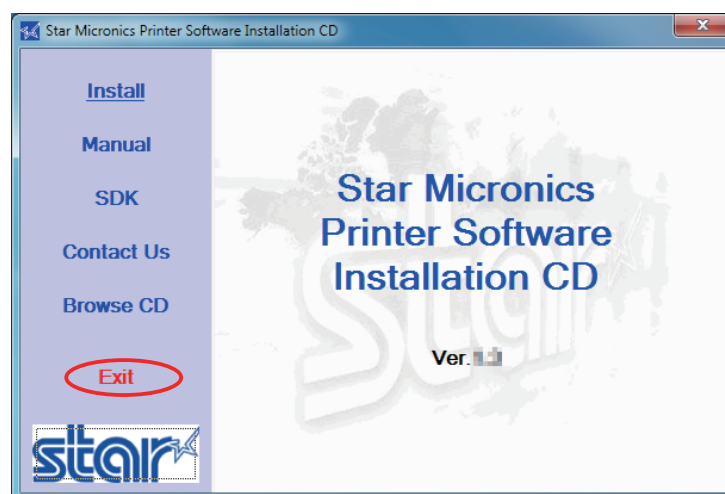 Star Micronics Printer Software Installation CD
Install
Manual
SDK
Contact Us
Browse CD
Exit
star
Star Micronics
Printer Software
Installation CD
Ver.